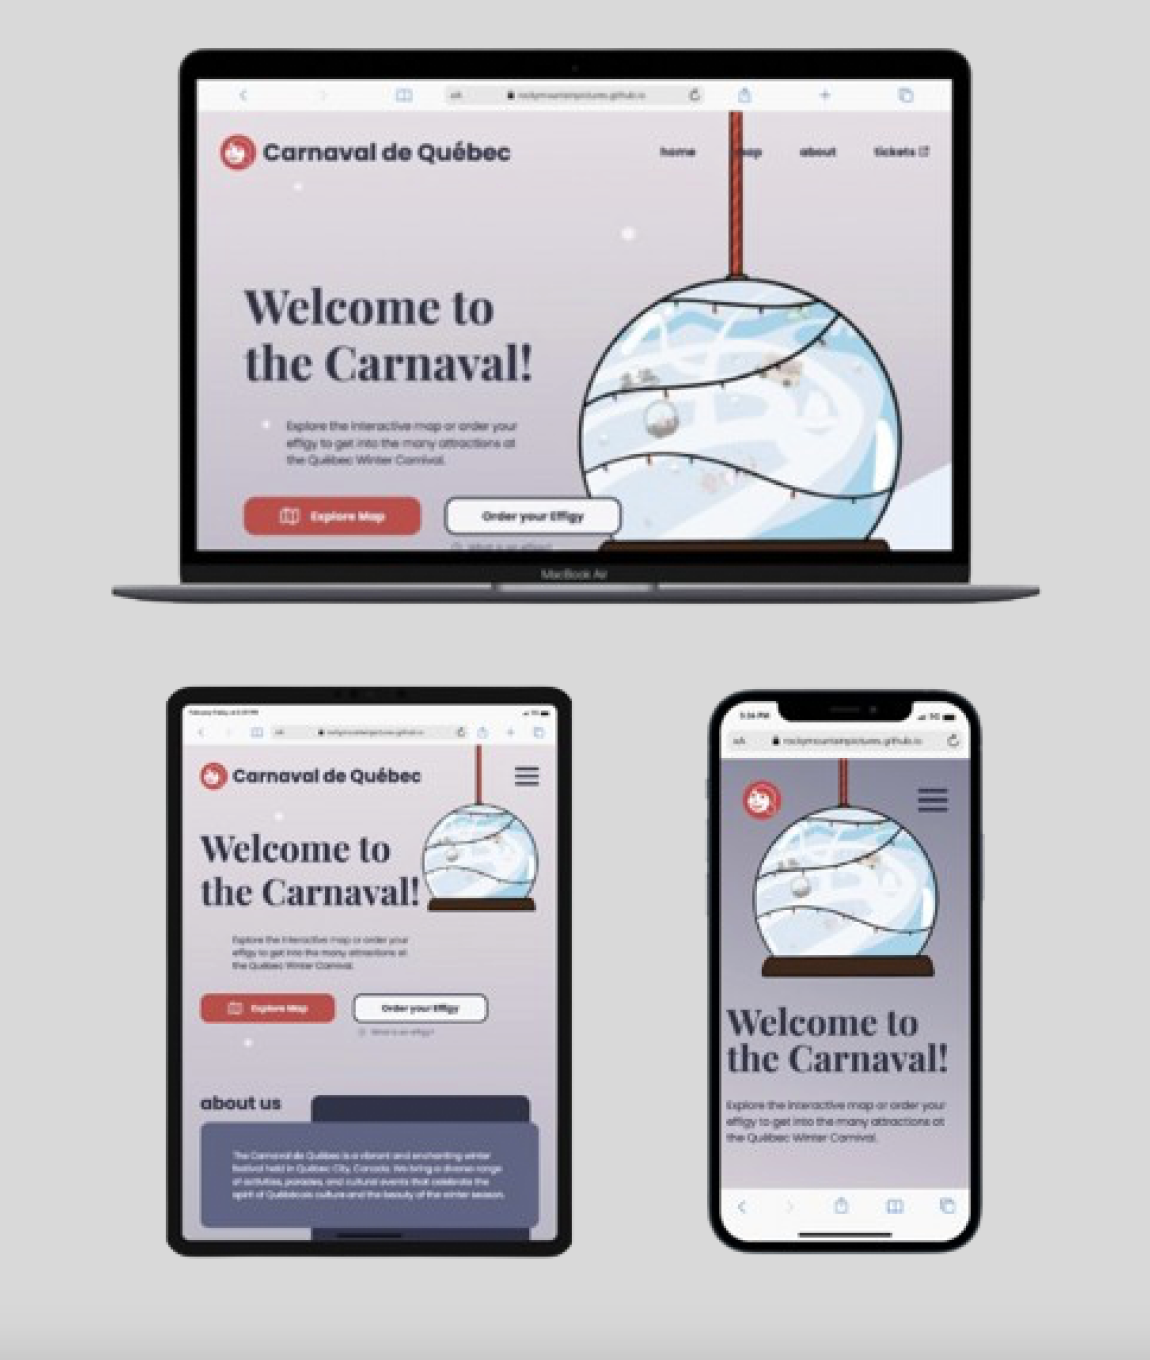 rockymountainpictures.github.io
Carnaval de Québec
home
about
tickets
Welcome to
the Carnaval!
Explore the interactive map or order your
effigy to get into the many attractions at
the Québec Winter Carnival.
Explore Map
Order your Effigy
What is an effigy?
MacBook Air
rockymountainpictures.github.io
Carnaval de Québec
Welcome to
the Carnaval!
Explore the interactive map or order your
effigy to get into the many attractions at
the Québec Winter Carnival.
Explore Map
Order your Effigy
What is an effigy?
about us
The Carnaval de Québec is a vibrant and enchanting winter
festival held in Québec City, Canada. We bring a diverse range
of activities, parades, and cultural events that celebrate the
spirit of Québécois culture and the beauty of the winter season.
5:36 PM
5G
AA
rockymountainpictures.github.io
Welcome to
the Carnaval!
Explore the interactive map or order your
effigy to get into the many attractions at
the Québec Winter Carnival.